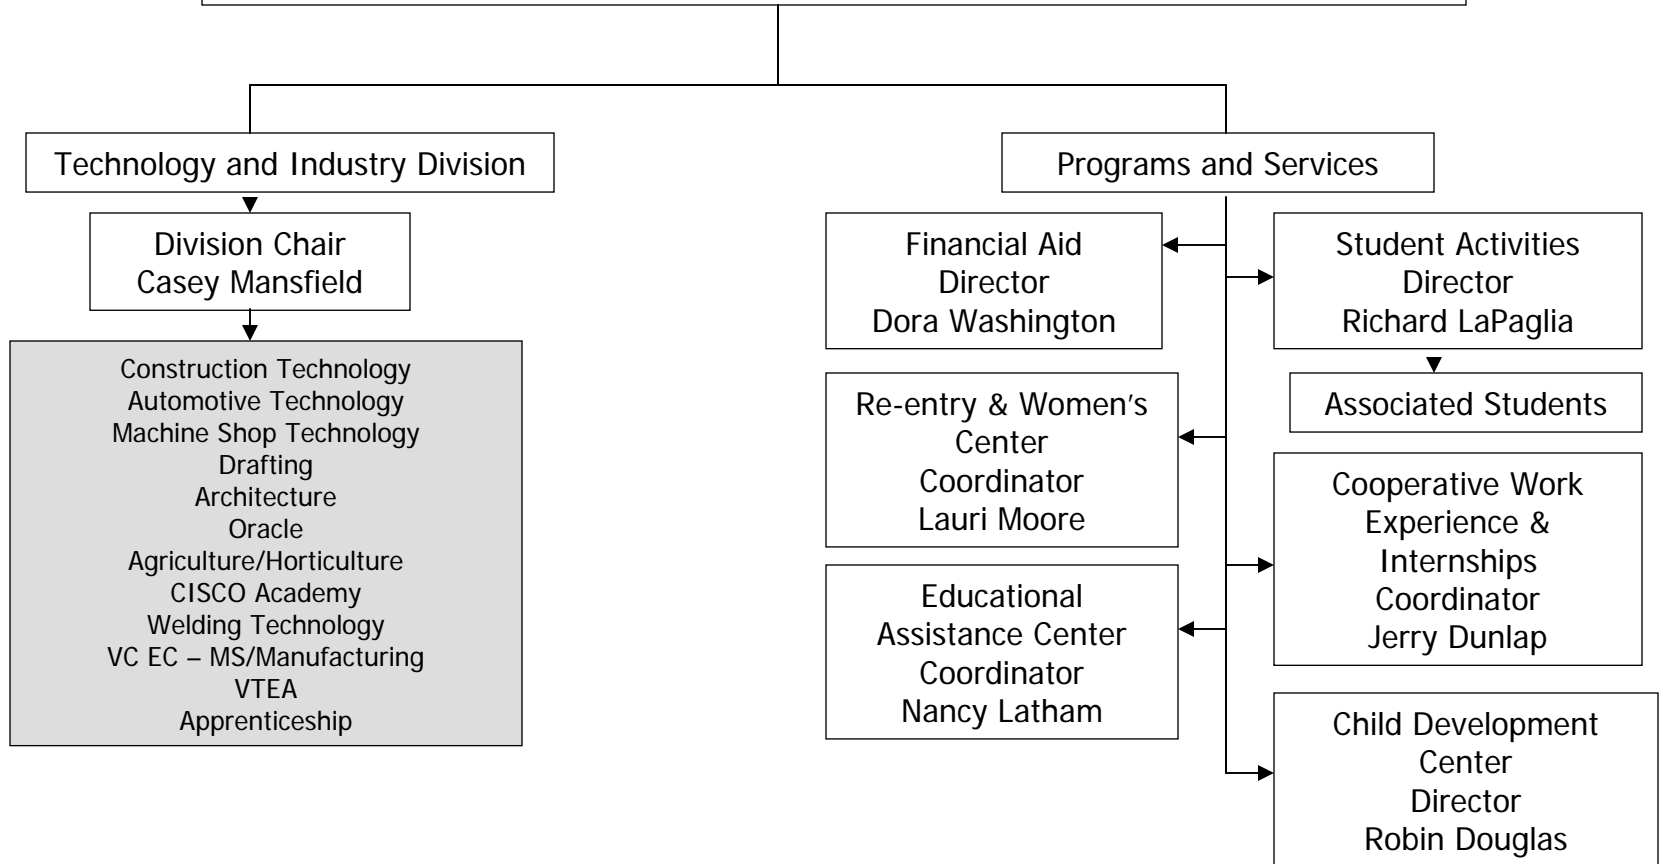 Technology and Industry Division
Division Chair
Casey Mansfield
Construction Technology
Automotive Technology
Machine Shop Technology
Drafting
Architecture
Oracle
Agriculture/Horticulture
CISCO Academy
Welding Technology
VC EC – MS/Manufacturing
VTEA
Apprenticeship
Programs and Services
Financial Aid
Director
Dora Washington
Re-entry & Women's
Center
Coordinator
Lauri Moore
Educational
Assistance Center
Coordinator
Nancy Latham
Student Activities
Director
Richard LaPaglia
Associated Students
Cooperative Work
Experience &
Internships
Coordinator
Jerry Dunlap
Child Development
Center
Director
Robin Douglas